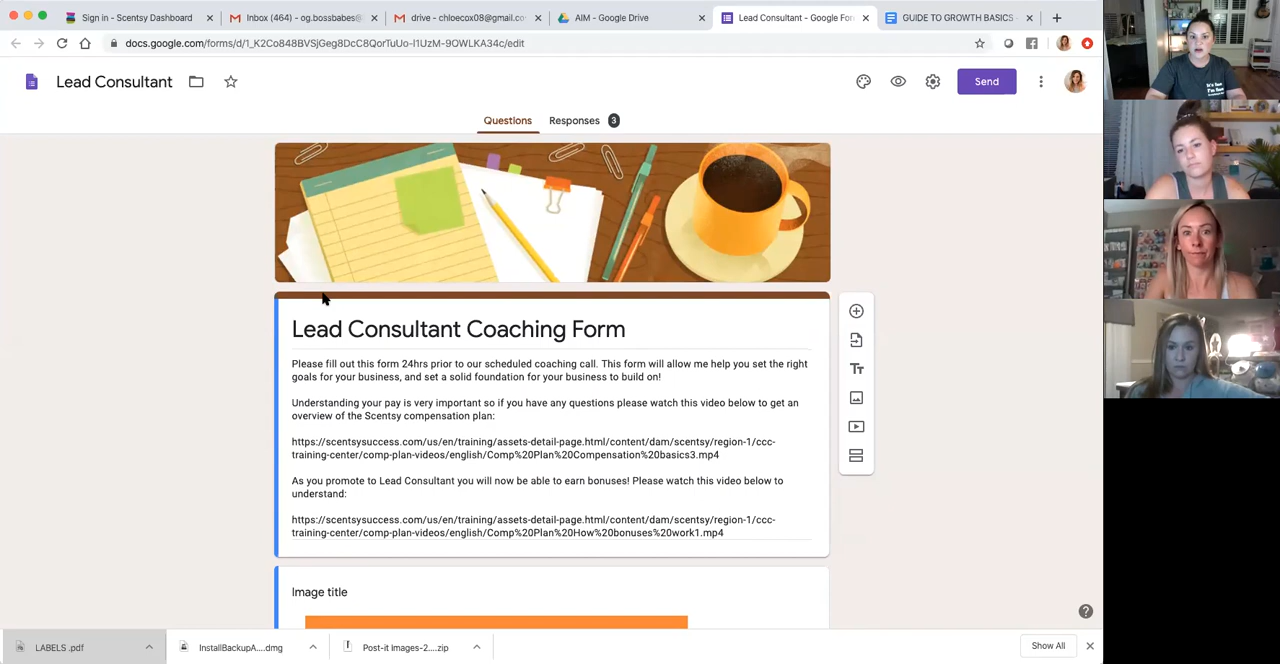 Sign in - Scentsy Dashboard
Inbox (464) - og.bossbabes@
drive - chloecox08@gmail.co
AIM - Google Drive
Lead Consultant - Google For
GUIDE TO GROWTH BASICS -
docs.google.com/forms/d/1_K2Co848BVSjGeg8DcC8QorTuUo-I1UzM-9OWLKA34c/edit
Lead Consultant
Send
Questions
Responses 3
Lead Consultant Coaching Form
Please fill out this form 24hrs prior to our scheduled coaching call. This form will allow me help you set the right
goals for your business, and set a solid foundation for your business to build on!
Understanding your pay is very important so if you have any questions please watch this video below to get an
overview of the Scentsy compensation plan:
https://scentsysuccess.com/us/en/training/assets-detail-page.html/content/dam/scentsy/region-1/ccc-
training-center/comp-plan-videos/english/Comp%20Plan%20Compensation%20basics3.mp4
As you promote to Lead Consultant you will now be able to earn bonuses! Please watch this video below to
understand:
https://scentsysuccess.com/us/en/training/assets-detail-page.html/content/dam/scentsy/region-1/ccc-
training-center/comp-plan-videos/english/Comp%20Plan%20How%20bonuses%20work1.mp4
Image title
Tт
LABELS .pdf
InstallBackupA....dmg
Post-it Images-2....zip
Show All